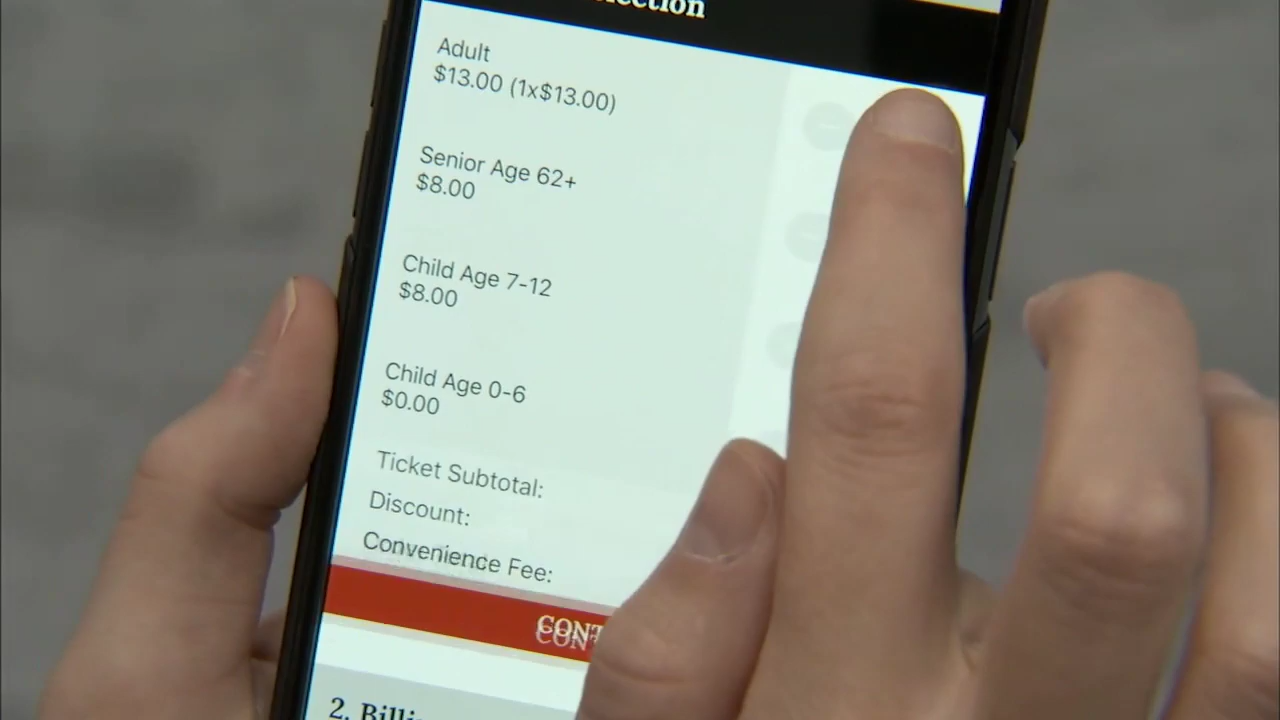 Adult
$13.00 (1x$13.00)
Senior Age 62+
$8.00
Child Age 7-12
$8.00
Child Age 0-6
$0.00
Ticket Subtotal:
Discount:
Convenience Fee:
2.